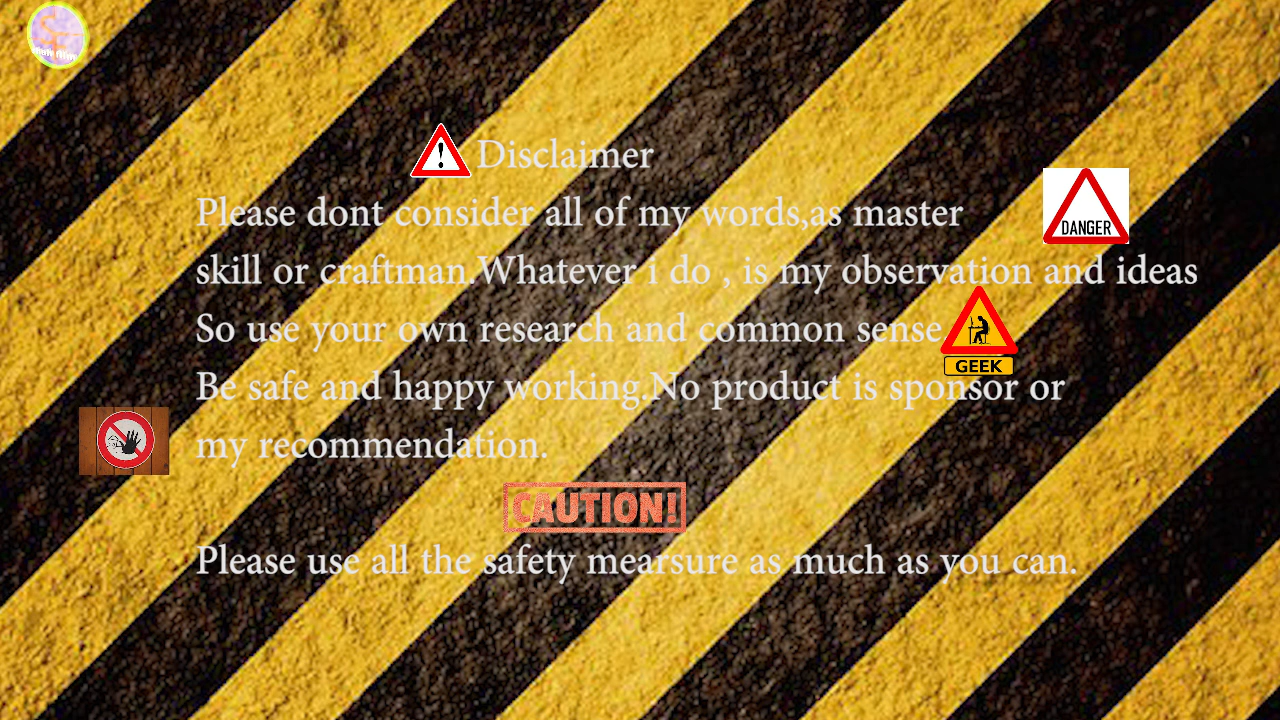 Disclaimer
Please dont consider all of my words,as master
DANGER
skill or craftman.Whatever i do , is my observation and ideas
So use your own research and common sense
GEEK
Be safe and happy working.No product is sponsor or
my recommendation.
CAUTION!
Please use all the safety mearsure as much as you can.